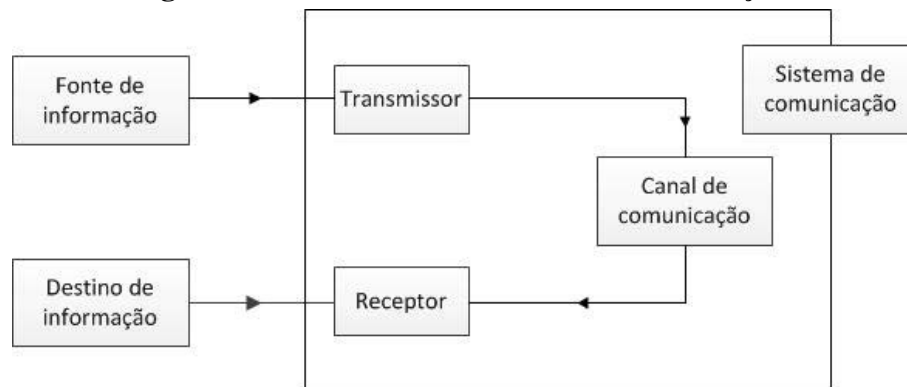 Fonte de
informação
Transmissor
Sistema de
comunicação
Canal de
comunicação
Destino de
informação
Receptor